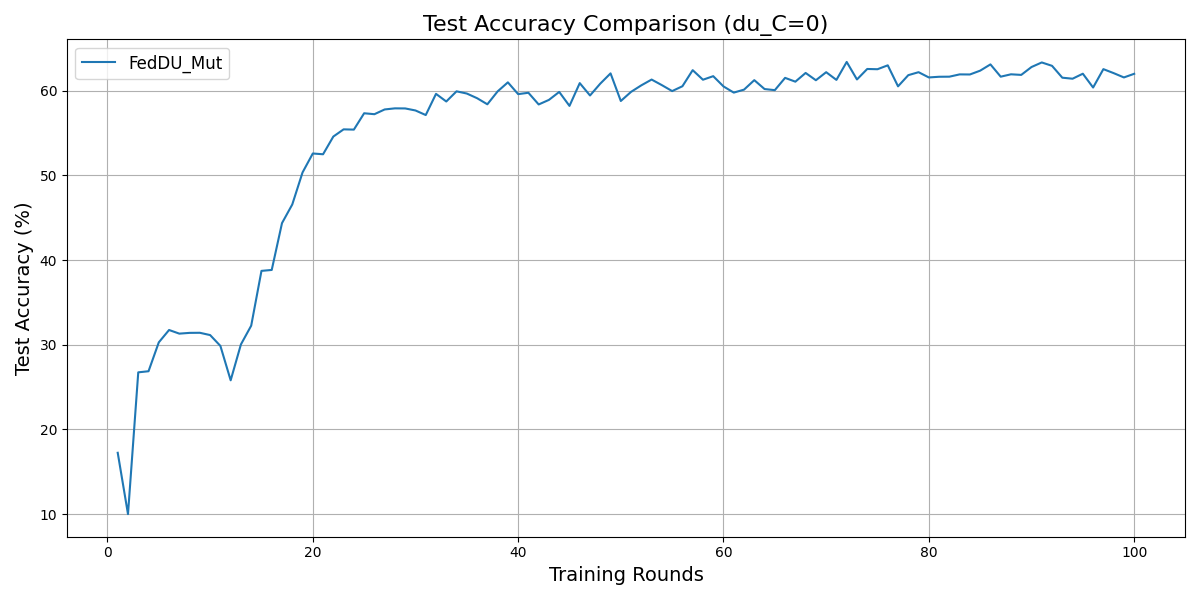 Test Accuracy Comparison (du_C=0)
FedDU_Mut
Test Accuracy (%)
60
50
40
30
20
10
0 20 40 60 80 100
Training Rounds